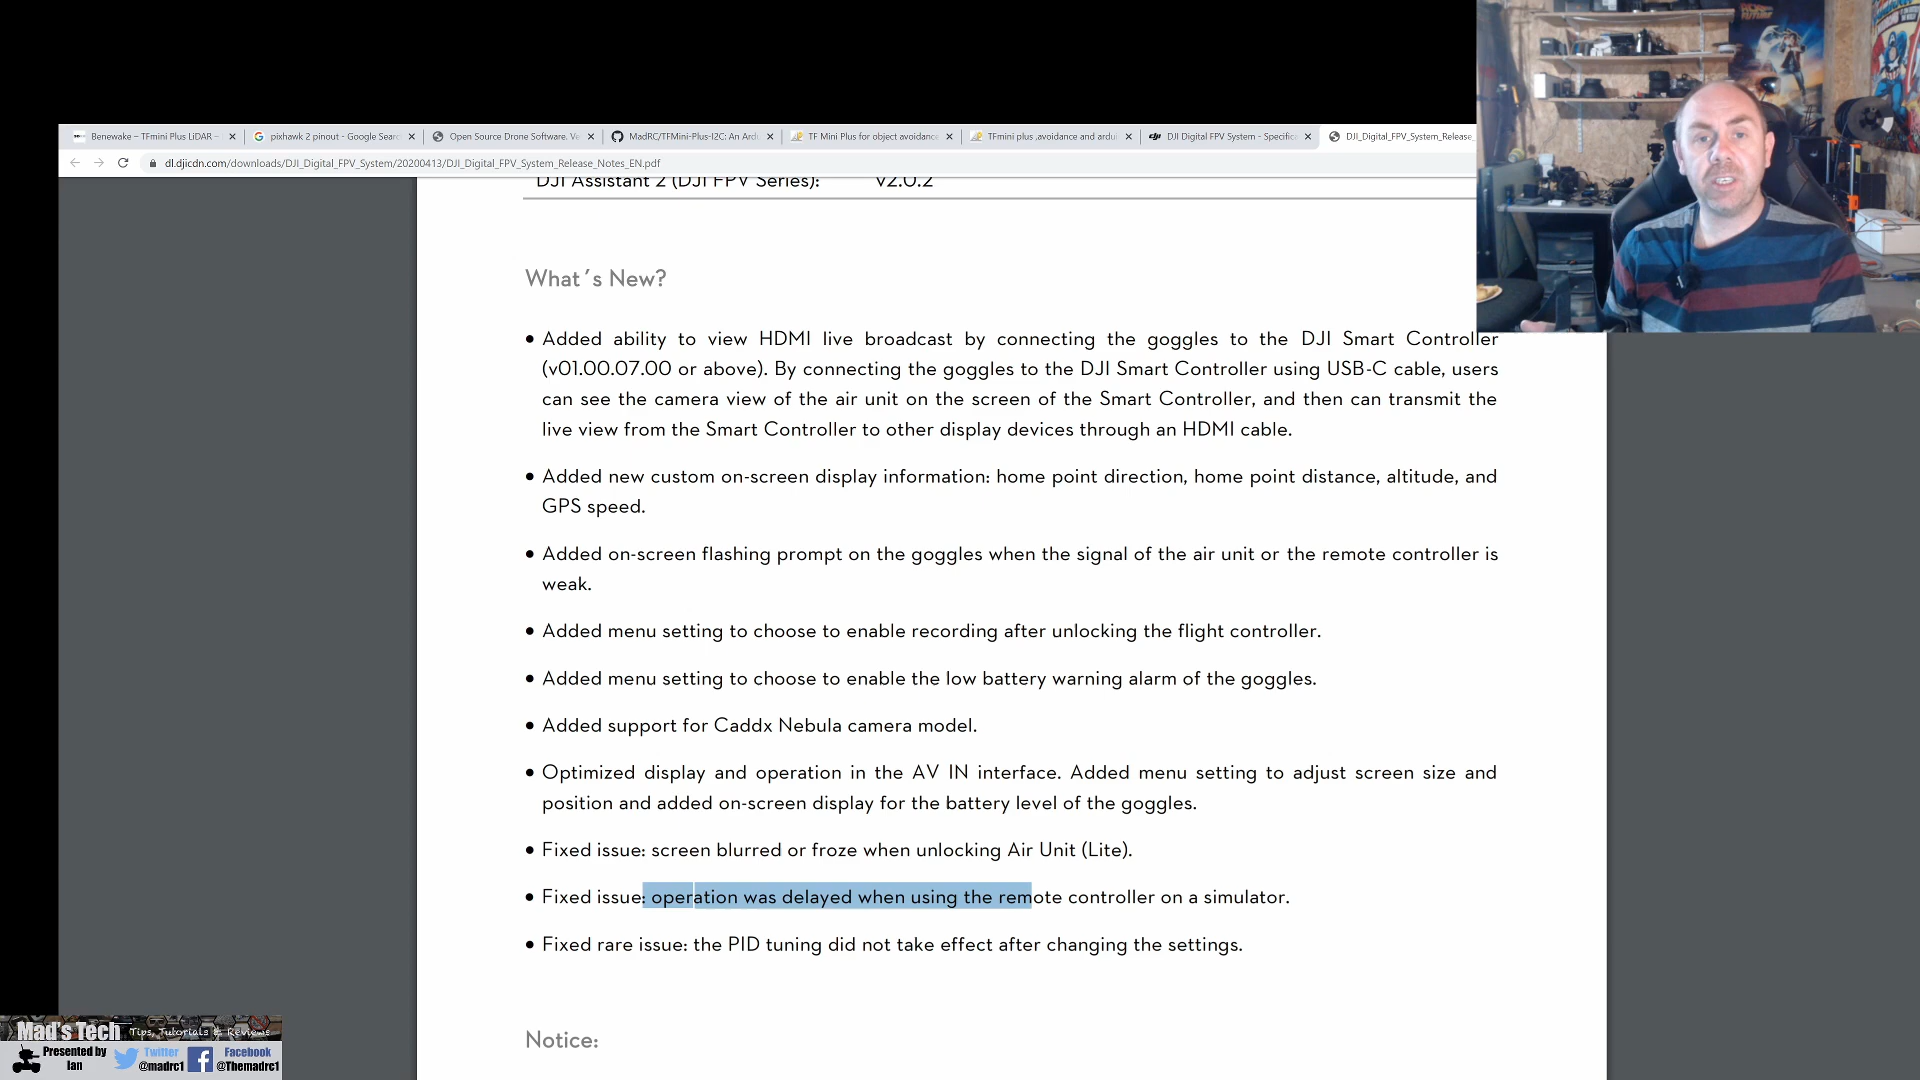 Benewake – TFmini Plus LiDAR –
pixhawk 2 pinout - Google Searc
Open Source Drone Software. Ve
MadRC/TFMini-Plus-I2C: An Ard
TF Mini Plus for object avoidanc
TFmini plus ,avoidance and ardu
DJI Digital FPV System - Specifica
DJI_Digital_FPV_System_Release_
dl.djicdn.com/downloads/DJI_Digital_FPV_System/20200413/DJI_Digital_FPV_System_Release_Notes_EN.pdf
DJI Assistant 2 (DJI FPV Series): v2.0.2
What´s New?
• Added ability to view HDMI live broadcast by connecting the goggles to the DJI Smart Controller
(v01.00.07.00 or above). By connecting the goggles to the DJI Smart Controller using USB-C cable, users
can see the camera view of the air unit on the screen of the Smart Controller, and then can transmit the
live view from the Smart Controller to other display devices through an HDMI cable.
• Added new custom on-screen display information: home point direction, home point distance, altitude, and
GPS speed.
• Added on-screen flashing prompt on the goggles when the signal of the air unit or the remote controller is
weak.
• Added menu setting to choose to enable recording after unlocking the flight controller.
• Added menu setting to choose to enable the low battery warning alarm of the goggles.
• Added support for Caddx Nebula camera model.
• Optimized display and operation in the AV IN interface. Added menu setting to adjust screen size and
position and added on-screen display for the battery level of the goggles.
• Fixed issue: screen blurred or froze when unlocking Air Unit (Lite).
• Fixed issue: operation was delayed when using the remote controller on a simulator.
• Fixed rare issue: the PID tuning did not take effect after changing the settings.
Notice:
Mad's Tech Tips, Tutorials & Reviews
Presented by
Ian
Twitter
@madrc1
Facebook
@Themadrc1